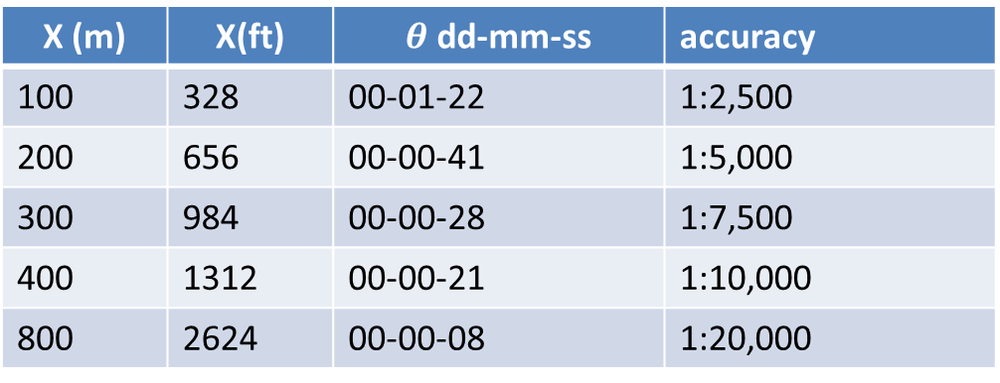 X (m) X(ft) θ dd-mm-ss accuracy
100 328 00-01-22 1:2,500
200 656 00-00-41 1:5,000
300 984 00-00-28 1:7,500
400 1312 00-00-21 1:10,000
800 2624 00-00-08 1:20,000